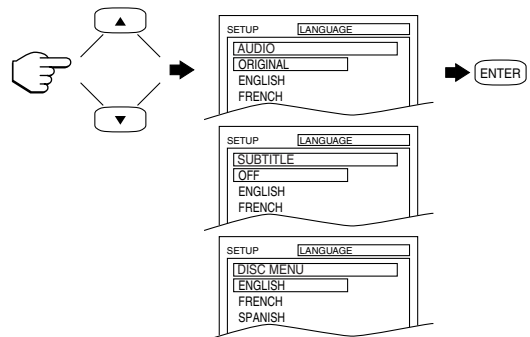 SETUP LANGUAGE
AUDIO
ORIGINAL
ENGLISH
FRENCH
ENTER
SETUP LANGUAGE
SUBTITLE
OFF
ENGLISH
FRENCH
SETUP LANGUAGE
DISC MENU
ENGLISH
FRENCH
SPANISH